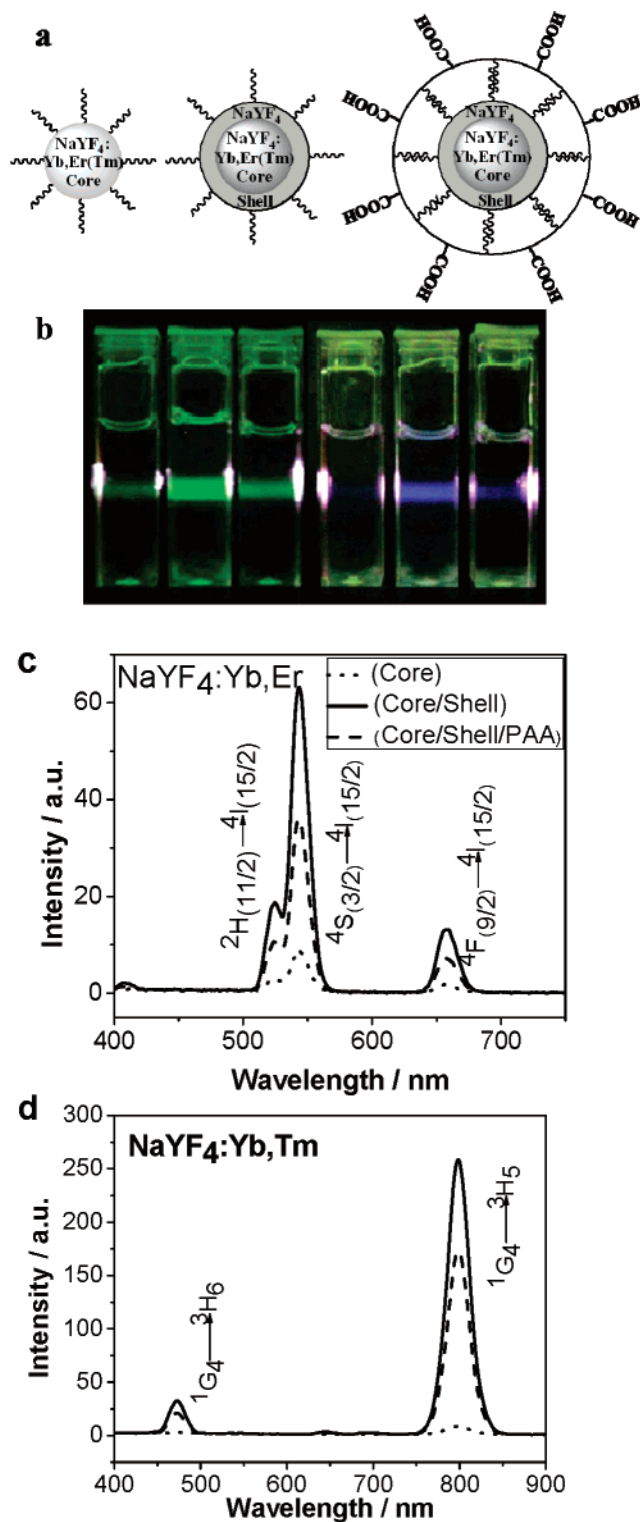 a
NaYF4:
Yb,Er(Tm)
Core
NaYF4
NaYF4:
Yb,Er(Tm)
Core
Shell
COOH
COOH
COOH
COOH
COOH
COOH
COOH
COOH
NaYF4
NaYF4:
Yb,Er(Tm)
Core
Shell
b
c
NaYF4:Yb,Er
(Core)
(Core/Shell)
(Core/Shell/PAA)
2H(11/2)→4I(15/2)
4S(3/2)→4I(15/2)
4F(9/2)→4I(15/2)
Intensity / a.u.
60
40
20
0
400 500 600 700
Wavelength / nm
d
NaYF4:Yb,Tm
1G4→3H6
1G4→3H5
Intensity / a.u.
300
250
200
150
100
50
0
400 500 600 700 800 900
Wavelength / nm